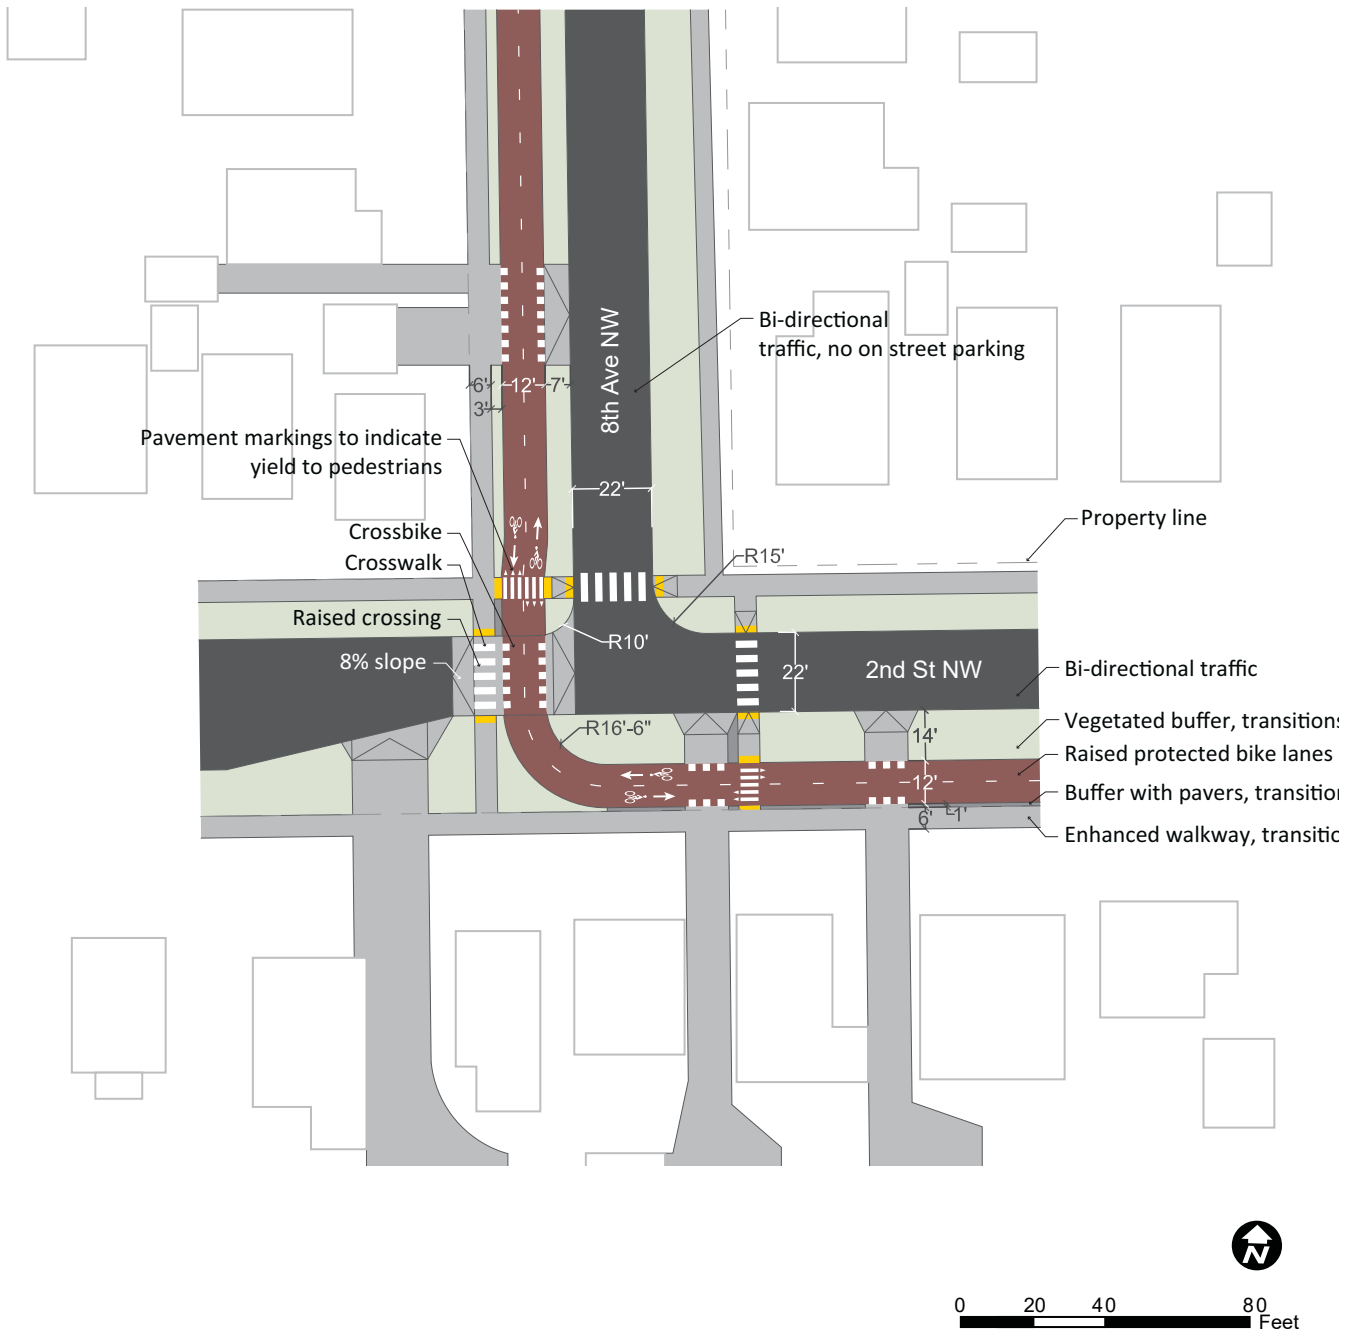 Bi-directional
traffic, no on street parking
8th Ave NW
6'
12'
7'
3'
Pavement markings to indicate
yield to pedestrians
22'
Crossbike
Crosswalk
Raised crossing
8% slope
R15'
Property line
R10'
22'
2nd St NW
Bi-directional traffic
R16'-6"
14'
Vegetated buffer, transitions
Raised protected bike lanes
12'
Buffer with pavers, transition
6'
1'
Enhanced walkway, transitio
N
0 20 40 80
Feet